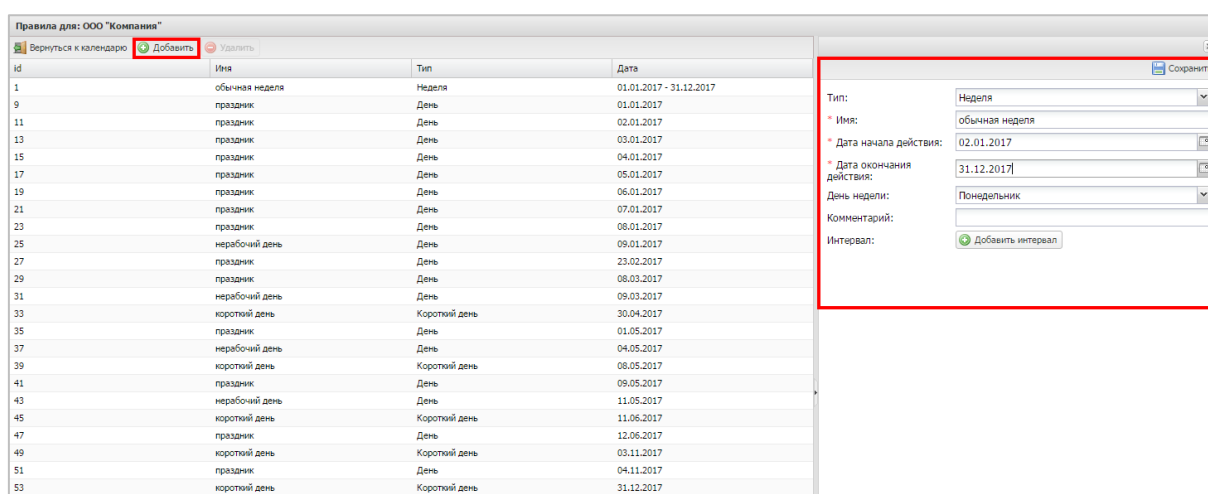 Правила для: ООО "Компания"
Вернуться к календарю Добавить Удалить
id Имя Тип Дата
1 обычная неделя Неделя 01.01.2017 - 31.12.2017
9 праздник День 01.01.2017
11 праздник День 02.01.2017
13 праздник День 03.01.2017
15 праздник День 04.01.2017
17 праздник День 05.01.2017
19 праздник День 06.01.2017
21 праздник День 07.01.2017
23 праздник День 08.01.2017
25 нерабочий день День 09.01.2017
27 праздник День 23.02.2017
29 праздник День 08.03.2017
31 нерабочий день День 09.03.2017
33 короткий день Короткий день 30.04.2017
35 праздник День 01.05.2017
37 нерабочий день День 04.05.2017
39 короткий день Короткий день 08.05.2017
41 праздник День 09.05.2017
43 нерабочий день День 11.05.2017
45 короткий день Короткий день 11.06.2017
47 праздник День 12.06.2017
49 короткий день Короткий день 03.11.2017
51 праздник День 04.11.2017
53 короткий день Короткий день 31.12.2017
Сохранит
Тип: Неделя
* Имя: обычная неделя
* Дата начала действия: 02.01.2017
* Дата окончания
действия: 31.12.2017
День недели: Понедельник
Комментарий:
Интервал: Добавить интервал